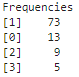 Frequencies
[1] 73
[0] 13
[2] 9
[3] 5